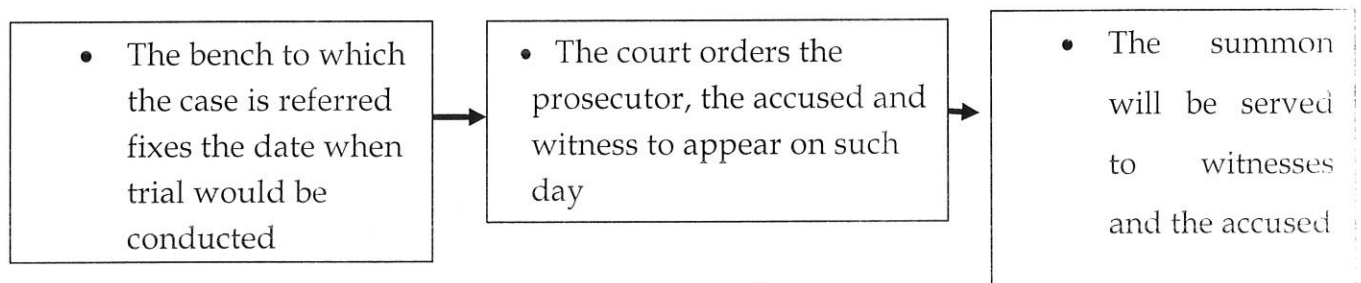 • The bench to which
the case is referred
fixes the date when
trial would be
conducted
• The court orders the
prosecutor, the accused and
witness to appear on such
day
• The summon
will be served
to witnesses
and the accused